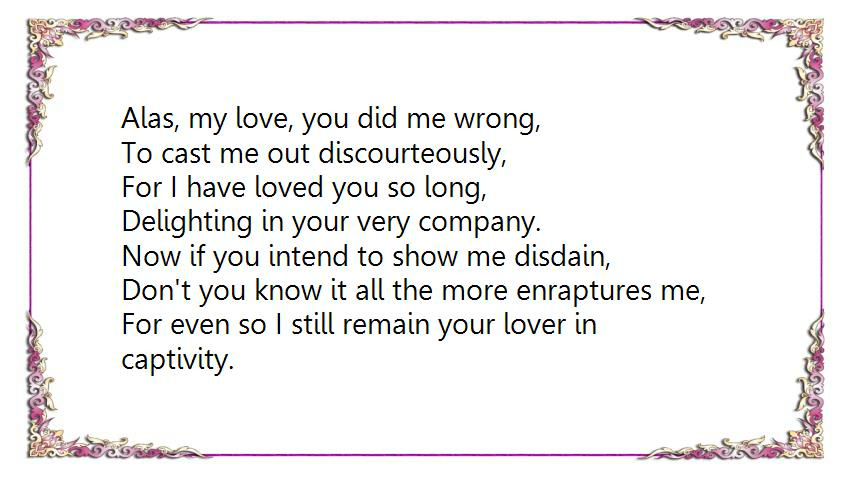 Alas, my love, you did me wrong,
To cast me out discourteously,
For I have loved you so long,
Delighting in your very company.
Now if you intend to show me disdain,
Don't you know it all the more enraptures me,
For even so I still remain your lover in
captivity.